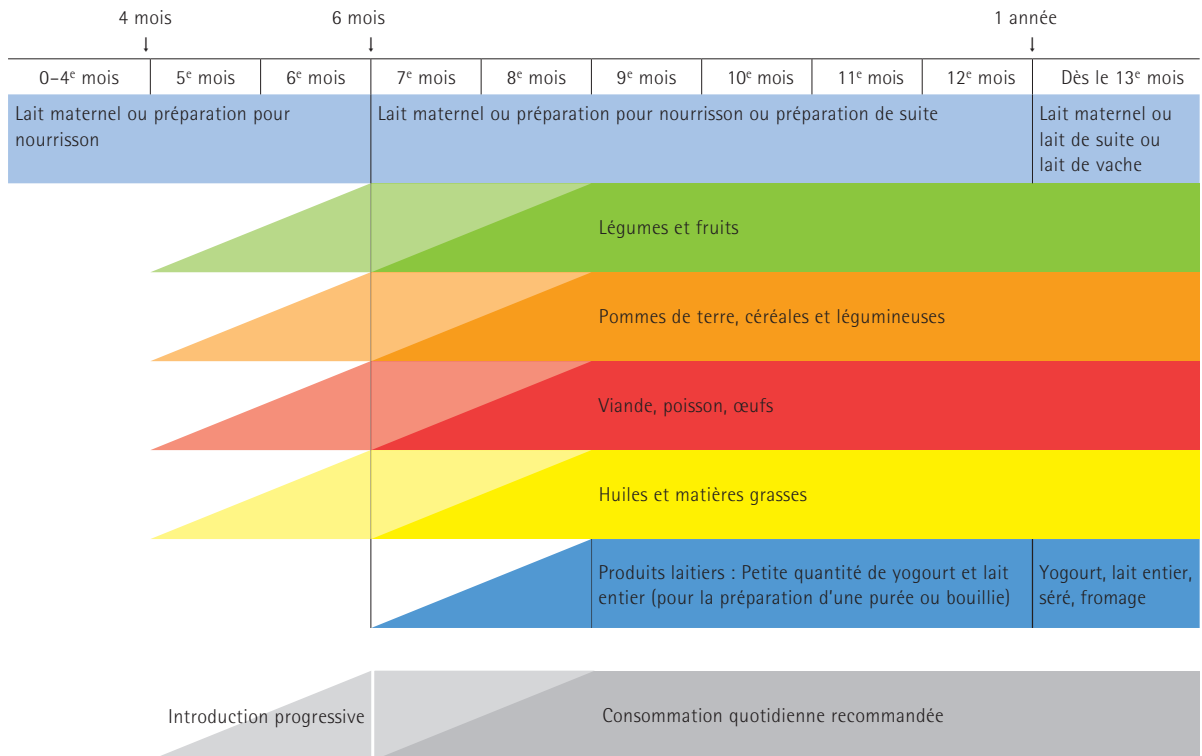 4 mois
6 mois
1 année
0–4e mois
5e mois
6e mois
7e mois
8e mois
9e mois
10e mois
11e mois
12e mois
Dès le 13e mois
Lait maternel ou préparation pour
nourrisson
Lait maternel ou préparation pour nourrisson ou préparation de suite
Lait maternel ou
lait de suite ou
lait de vache
Légumes et fruits
Pommes de terre, céréales et légumineuses
Viande, poisson, œufs
Huiles et matières grasses
Produits laitiers : Petite quantité de yogourt et lait
entier (pour la préparation d'une purée ou bouillie)
Yogourt, lait entier,
séré, fromage
Introduction progressive
Consommation quotidienne recommandée